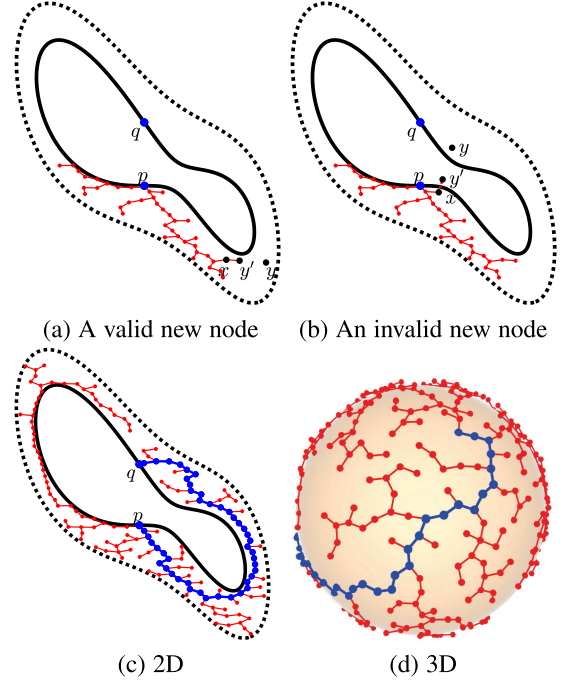 q
p
x y′ y
(a) A valid new node
q
y
p
y′
x
(b) An invalid new node
q
p
(c) 2D
(d) 3D